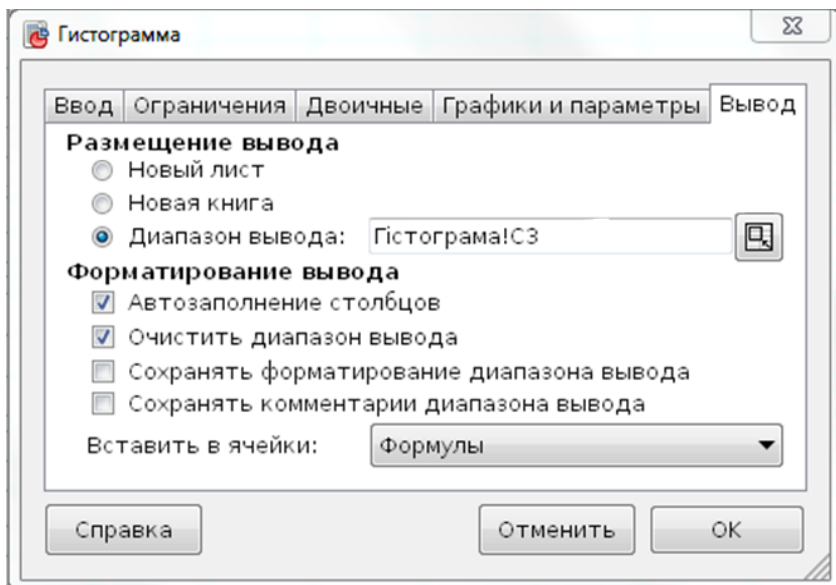 Гистограмма
Ввод Ограничения Двоичные Графики и параметры Вывод
Размещение вывода
Новый лист
Новая книга
Диапазон вывода: Гістограма!C3
Форматирование вывода
Автозаполнение столбцов
Очистить диапазон вывода
Сохранять форматирование диапазона вывода
Сохранять комментарии диапазона вывода
Вставить в ячейки: Формулы
Справка Отменить OK